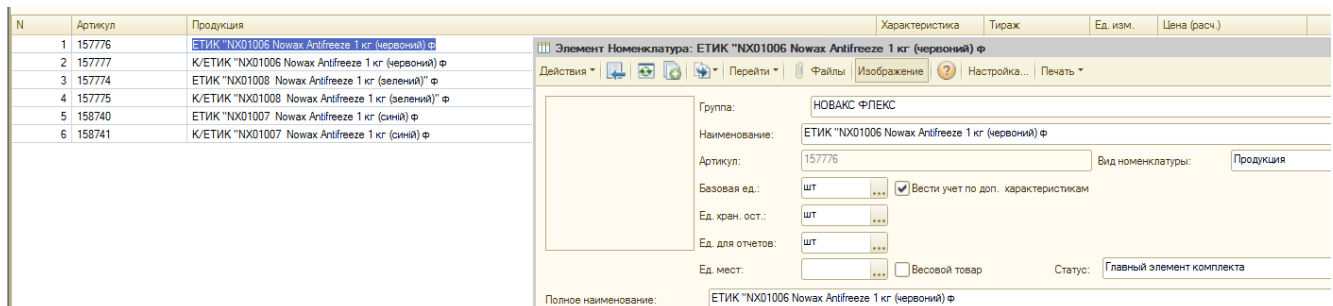 N Артикул Продукция Характеристика Тираж Ед. изм. Цена (расч.)
1 157776 ЕТИК "NX01006 Nowax Antifreeze 1 кг (червоний) ф
2 157777 К/ЕТИК "NX01006 Nowax Antifreeze 1 кг (червоний) ф
3 157774 ЕТИК "NX01008 Nowax Antifreeze 1 кг (зелений)" ф
4 157775 К/ЕТИК "NX01008 Nowax Antifreeze 1 кг (зелений)" ф
5 158740 ЕТИК "NX01007 Nowax Antifreeze 1 кг (синій) ф
6 158741 К/ЕТИК "NX01007 Nowax Antifreeze 1 кг (синій) ф
Элемент Номенклатура: ЕТИК "NX01006 Nowax Antifreeze 1 кг (червоний) ф
Действия Перейти Файлы Изображение ? Настройка... Печать
Группа: НОВАКС ФЛЕКС
Наименование: ЕТИК "NX01006 Nowax Antifreeze 1 кг (червоний) ф
Артикул: 157776 Вид номенклатуры: Продукция
Базовая ед.: шт ... Вести учет по доп. характеристикам
Ед. хран. ост.: шт ...
Ед. для отчетов: шт ...
Ед. мест: ... Весовой товар Статус: Главный элемент комплекта
Полное наименование: ЕТИК "NX01006 Nowax Antifreeze 1 кг (червоний) ф